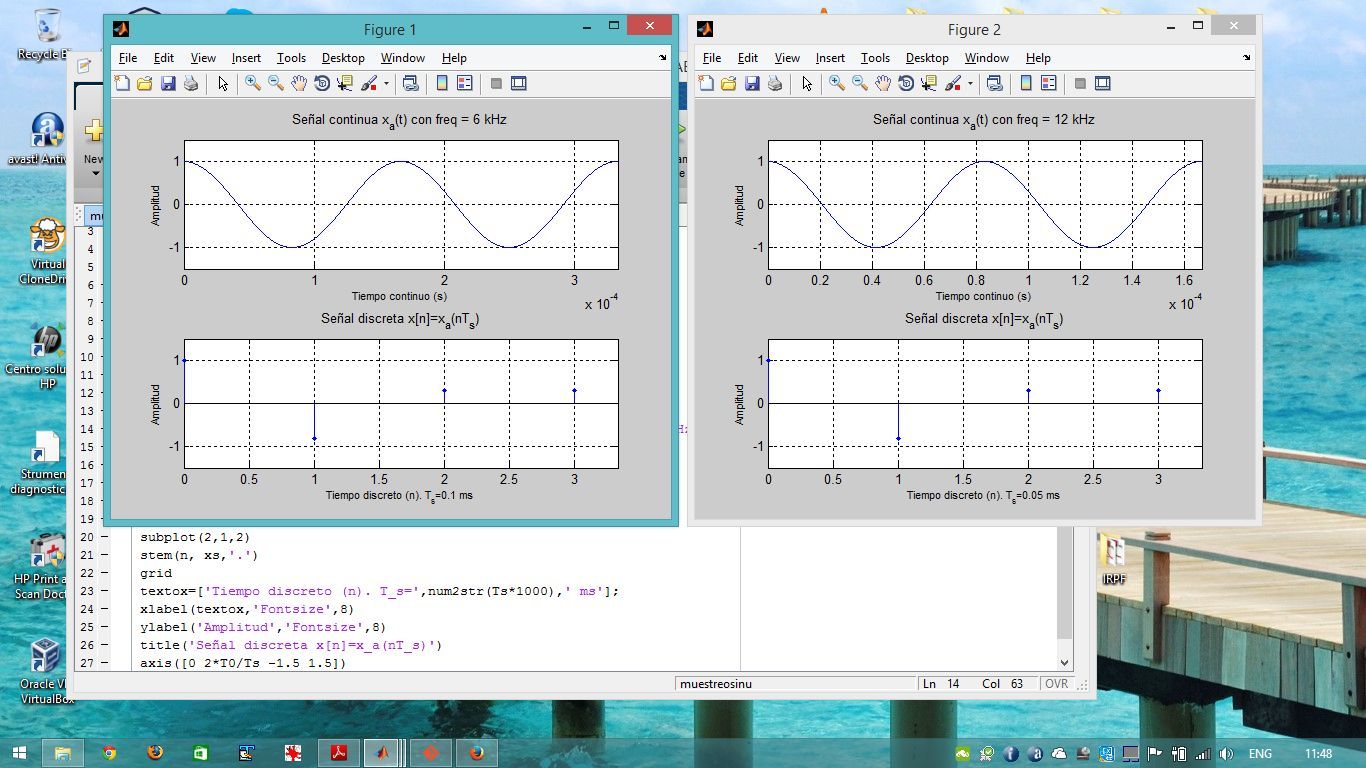 Recycle B
avast! Antiv
Virtual
CloneDri
Centro solu
HP
Strumen
diagnostic
HP Print a
Scan Doct
Oracle V
VirtualBox
IRPF
New
Figure 1
File Edit View Insert Tools Desktop Window Help
Señal continua x_a(t) con freq = 6 kHz
Amplitud
1
0
-1
0 1 2 3
Tiempo continuo (s)
x 10^-4
Señal discreta x[n]=x_a(nT_s)
Amplitud
1
0
-1
0 0.5 1 1.5 2 2.5 3
Tiempo discreto (n). T_s=0.1 ms
Figure 2
File Edit View Insert Tools Desktop Window Help
Señal continua x_a(t) con freq = 12 kHz
Amplitud
1
0
-1
0 0.2 0.4 0.6 0.8 1 1.2 1.4 1.6
Tiempo continuo (s)
x 10^-4
Señal discreta x[n]=x_a(nT_s)
Amplitud
1
0
-1
0 0.5 1 1.5 2 2.5 3
Tiempo discreto (n). T_s=0.05 ms
3
4
5
6
7
8
9
10
11
12
13
14
15
16
17
18
19
20 subplot(2,1,2)
21 stem(n, xs,'.')
22 grid
23 textox=['Tiempo discreto (n). T_s=',num2str(Ts*1000),' ms'];
24 xlabel(textox,'Fontsize',8)
25 ylabel('Amplitud','Fontsize',8)
26 title('Señal discreta x[n]=x_a(nT_s)')
27 axis([0 2*T0/Ts -1.5 1.5])
muestreosinu
Ln 14 Col 63 OVR
ENG
11:48